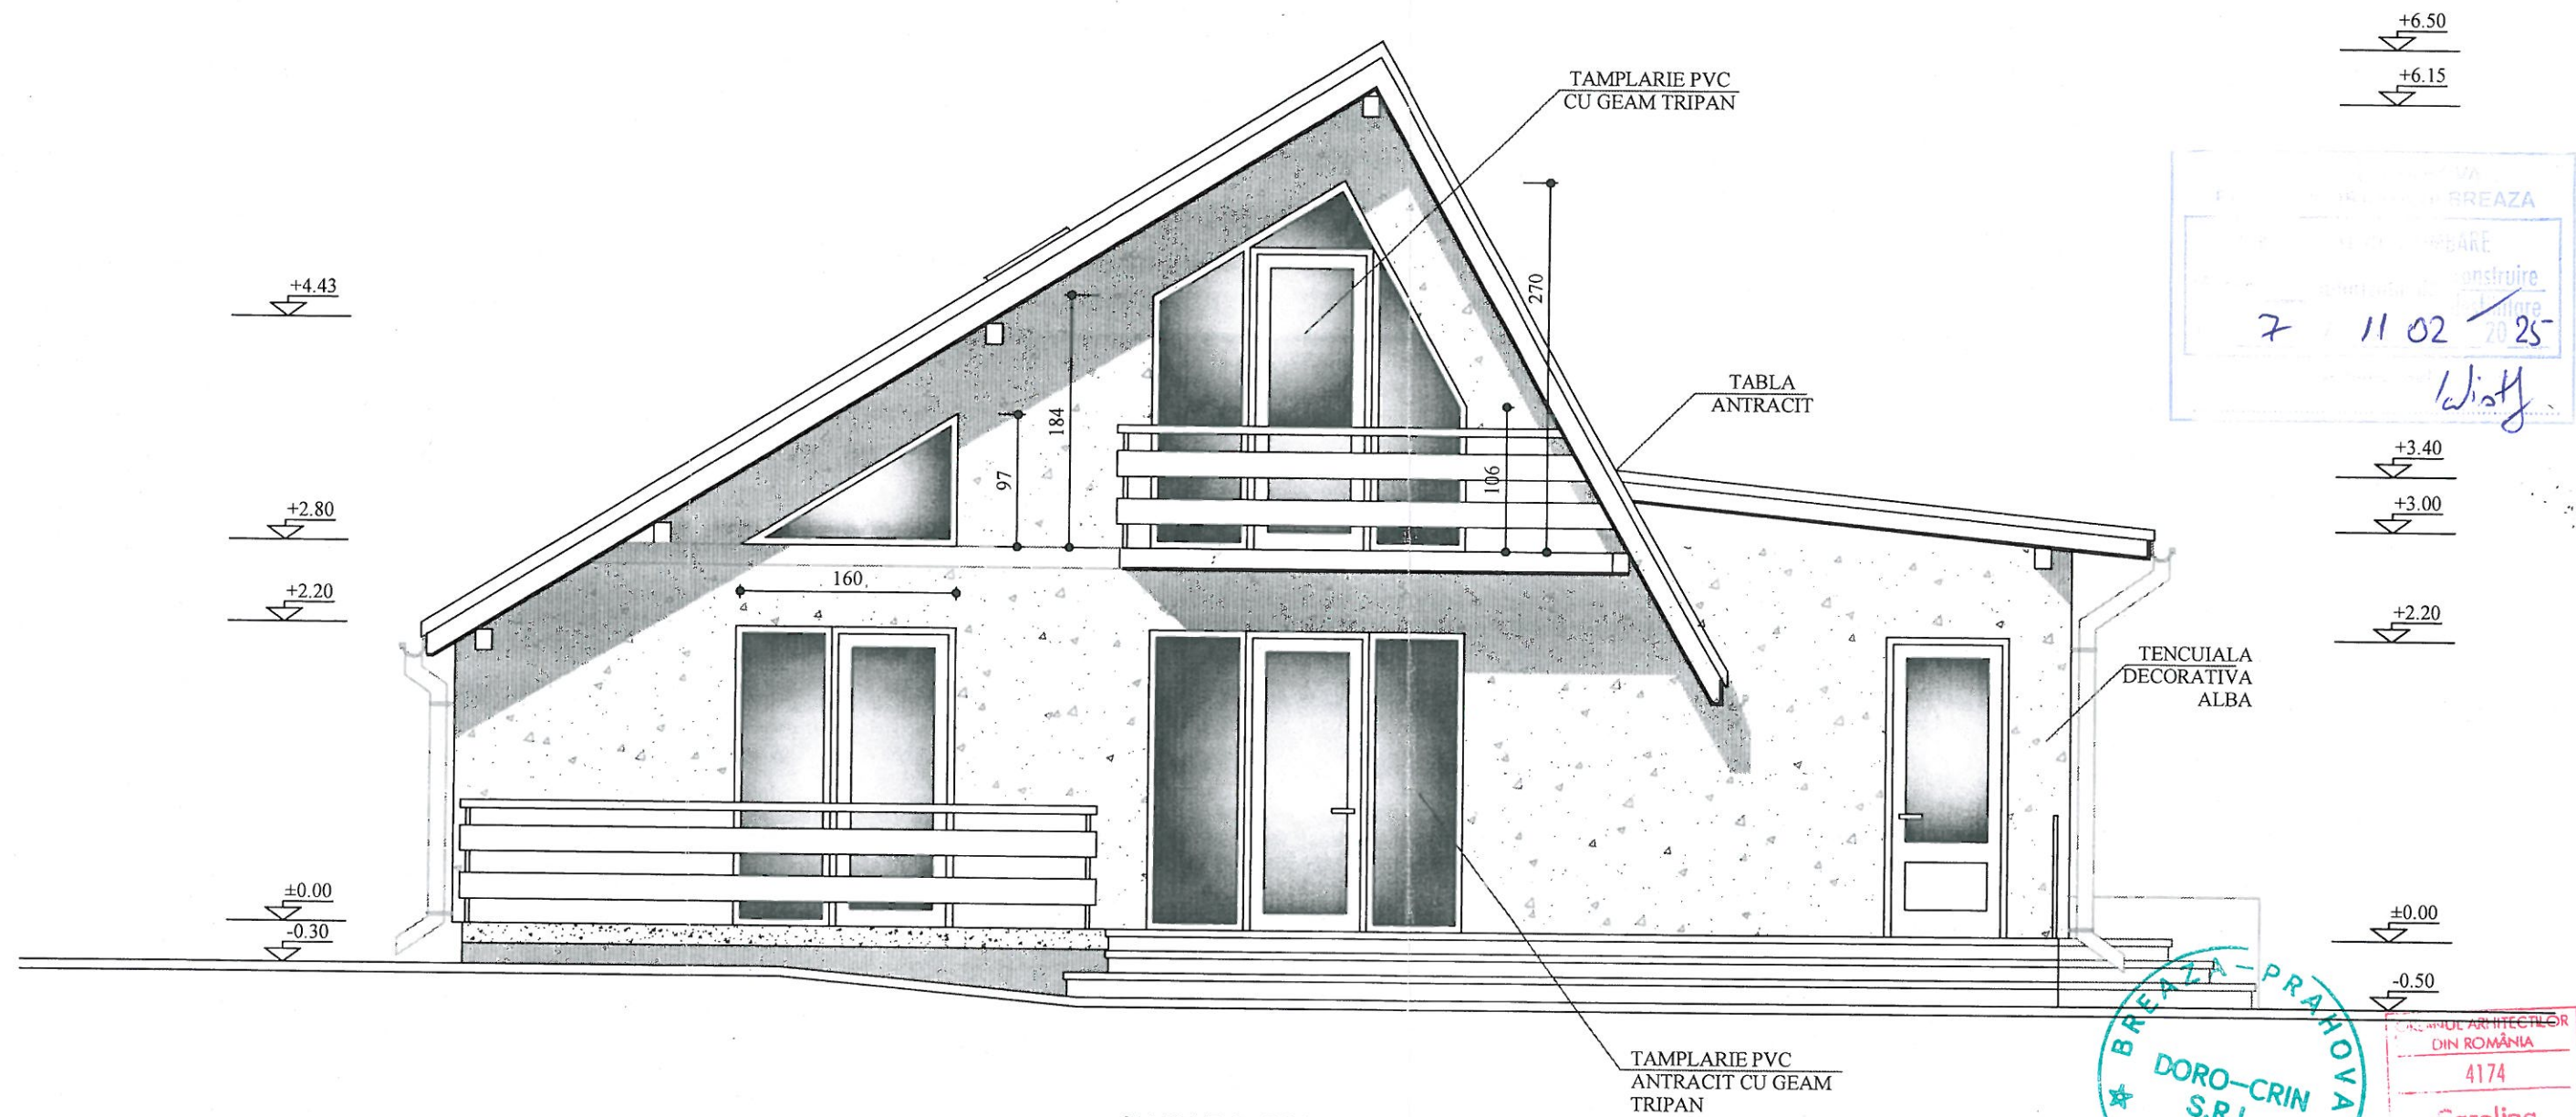 +6.50
+6.15
TAMPLARIE PVC
CU GEAM TRIPAN
BREAZA
construire
7 11 02 20 25
+4.43
270
184
97
106
TABLA
ANTRACIT
+3.40
+3.00
+2.80
+2.20
+2.20
160
TENCUIALA
DECORATIVA
ALBA
±0.00
-0.30
±0.00
-0.50
TAMPLARIE PVC
ANTRACIT CU GEAM
TRIPAN
BREAZA-PRAHOVA
DORO-CRIN
S.R.L.
ARHITECTILOR
DIN ROMÂNIA
4174